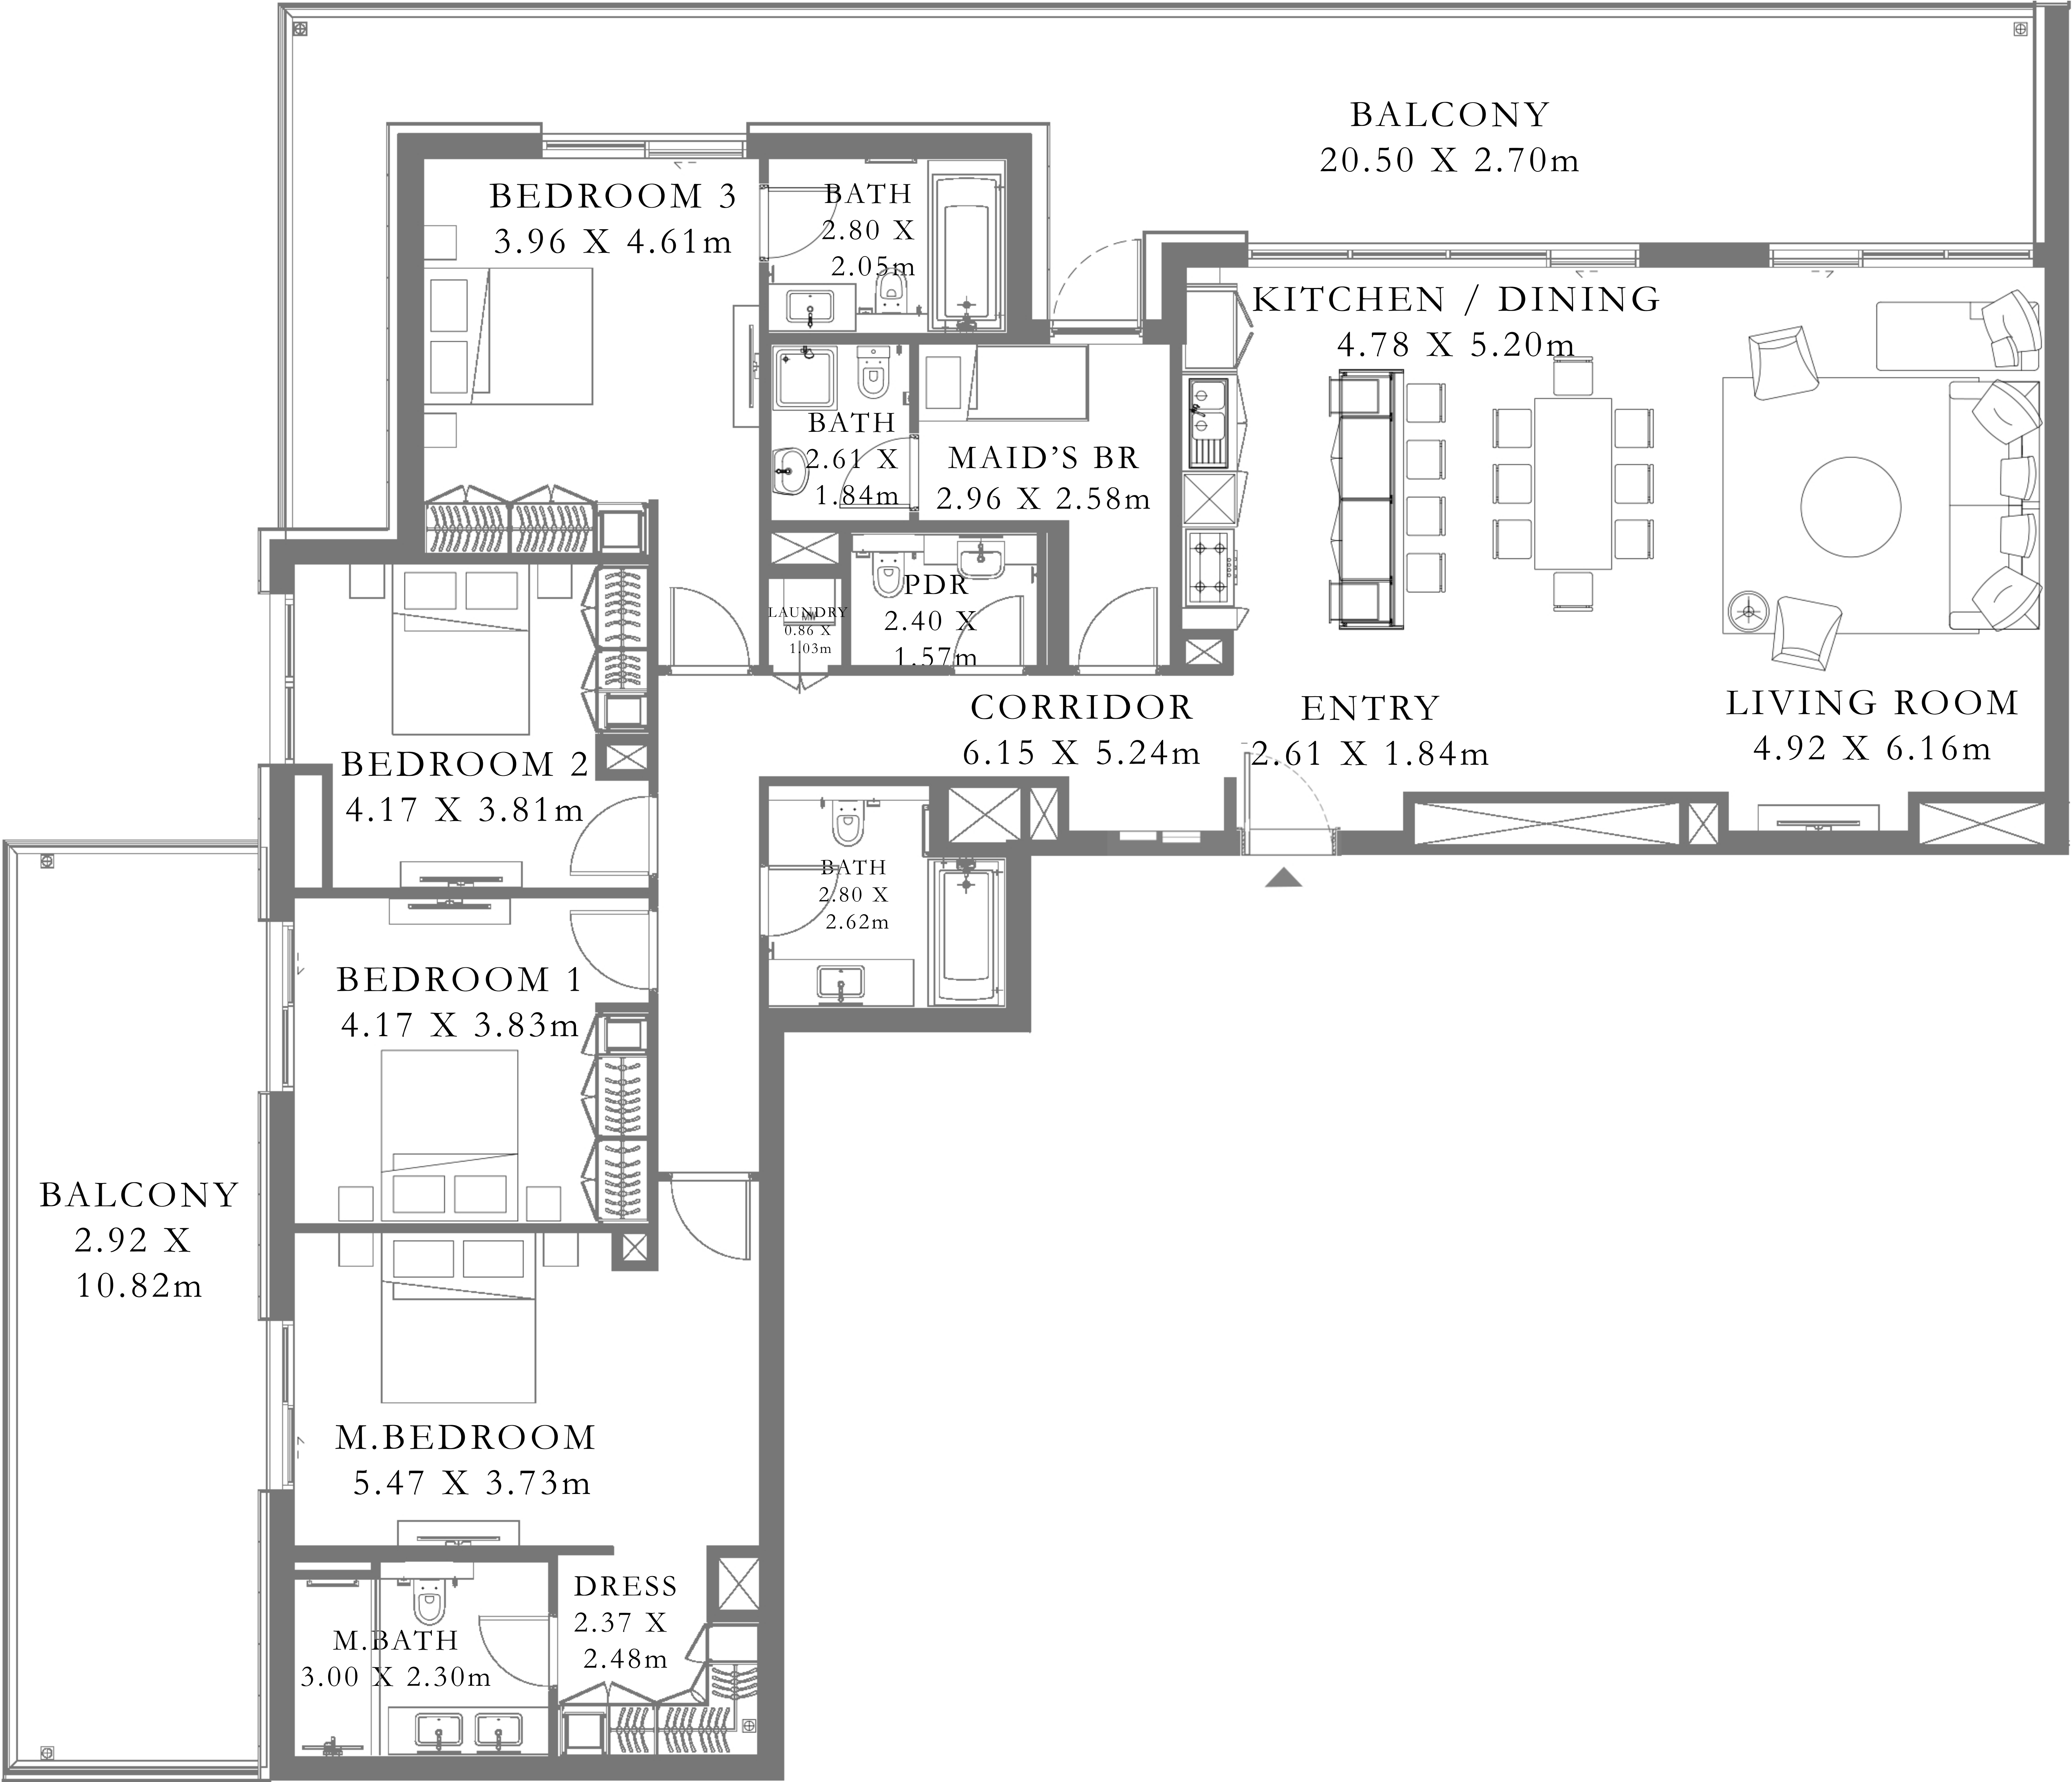 BALCONY
20.50 X 2.70m
BEDROOM 3
3.96 X 4.61m
BATH
2.80 X
2.05m
KITCHEN / DINING
4.78 X 5.20m
BATH
2.61 X
1.84m
MAID'S BR
2.96 X 2.58m
PDR
2.40 X
1.57m
LAUNDRY
0.86 X
1.03m
CORRIDOR
6.15 X 5.24m
ENTRY
2.61 X 1.84m
LIVING ROOM
4.92 X 6.16m
BEDROOM 2
4.17 X 3.81m
BATH
2.80 X
2.62m
BEDROOM 1
4.17 X 3.83m
BALCONY
2.92 X
10.82m
M.BEDROOM
5.47 X 3.73m
DRESS
2.37 X
2.48m
M.BATH
3.00 X 2.30m